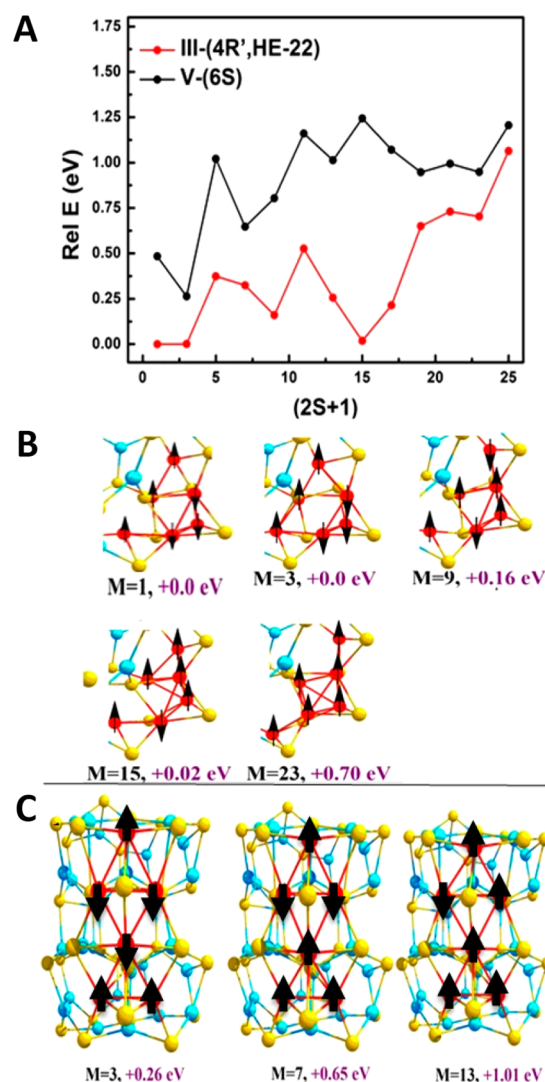 A
III-(4R',HE-22)
V-(6S)
Rel E (eV)
1.75
1.50
1.25
1.00
0.75
0.50
0.25
0.00
0 5 10 15 20 25
(2S+1)
B
M=1, +0.0 eV M=3, +0.0 eV M=9, +0.16 eV
M=15, +0.02 eV M=23, +0.70 eV
C
M=3, +0.26 eV M=7, +0.65 eV M=13, +1.01 eV